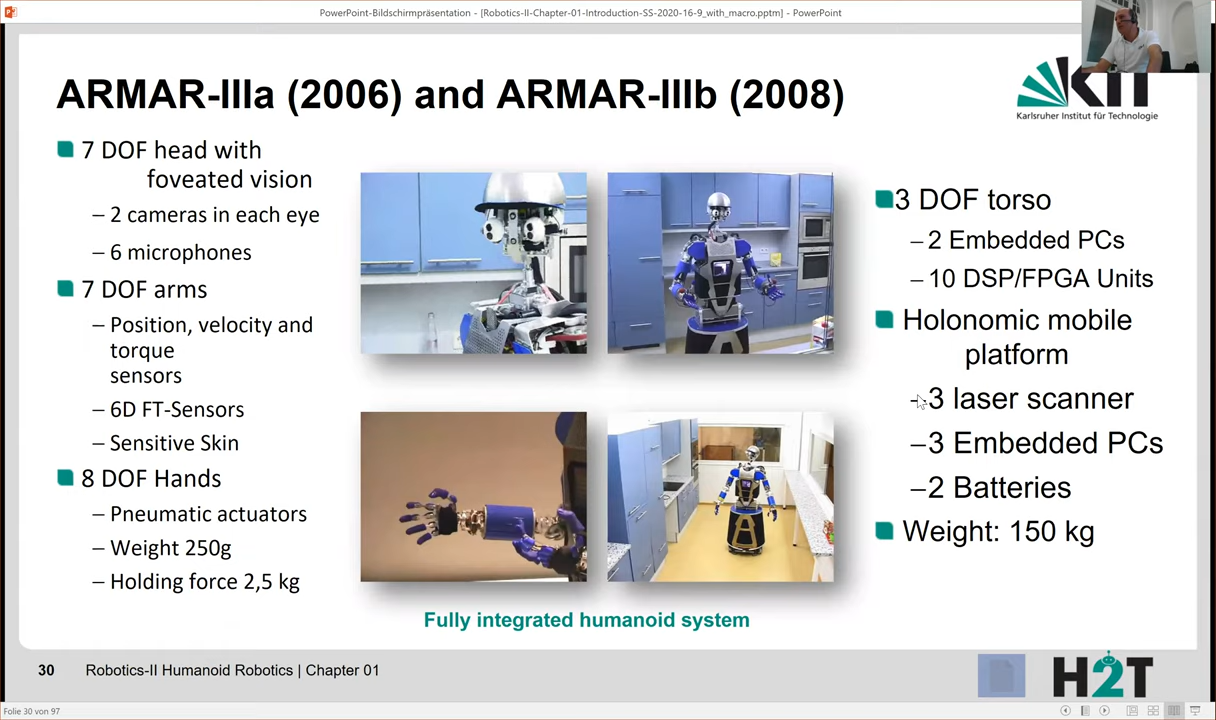 PowerPoint-Bildschirmpräsentation - [Robotics-II-Chapter-01-Introduction-SS-2020-16-9_with_macro.pptm] - PowerPoint
ARMAR-IIIa (2006) and ARMAR-IIIb (2008)
KIT
Karlsruher Institut für Technologie
7 DOF head with
foveated vision
– 2 cameras in each eye
– 6 microphones
7 DOF arms
– Position, velocity and
torque
sensors
– 6D FT-Sensors
– Sensitive Skin
8 DOF Hands
– Pneumatic actuators
– Weight 250g
– Holding force 2,5 kg
3 DOF torso
– 2 Embedded PCs
– 10 DSP/FPGA Units
Holonomic mobile
platform
– 3 laser scanner
– 3 Embedded PCs
– 2 Batteries
Weight: 150 kg
Fully integrated humanoid system
30 Robotics-II Humanoid Robotics | Chapter 01
H2T
Folie 30 von 97